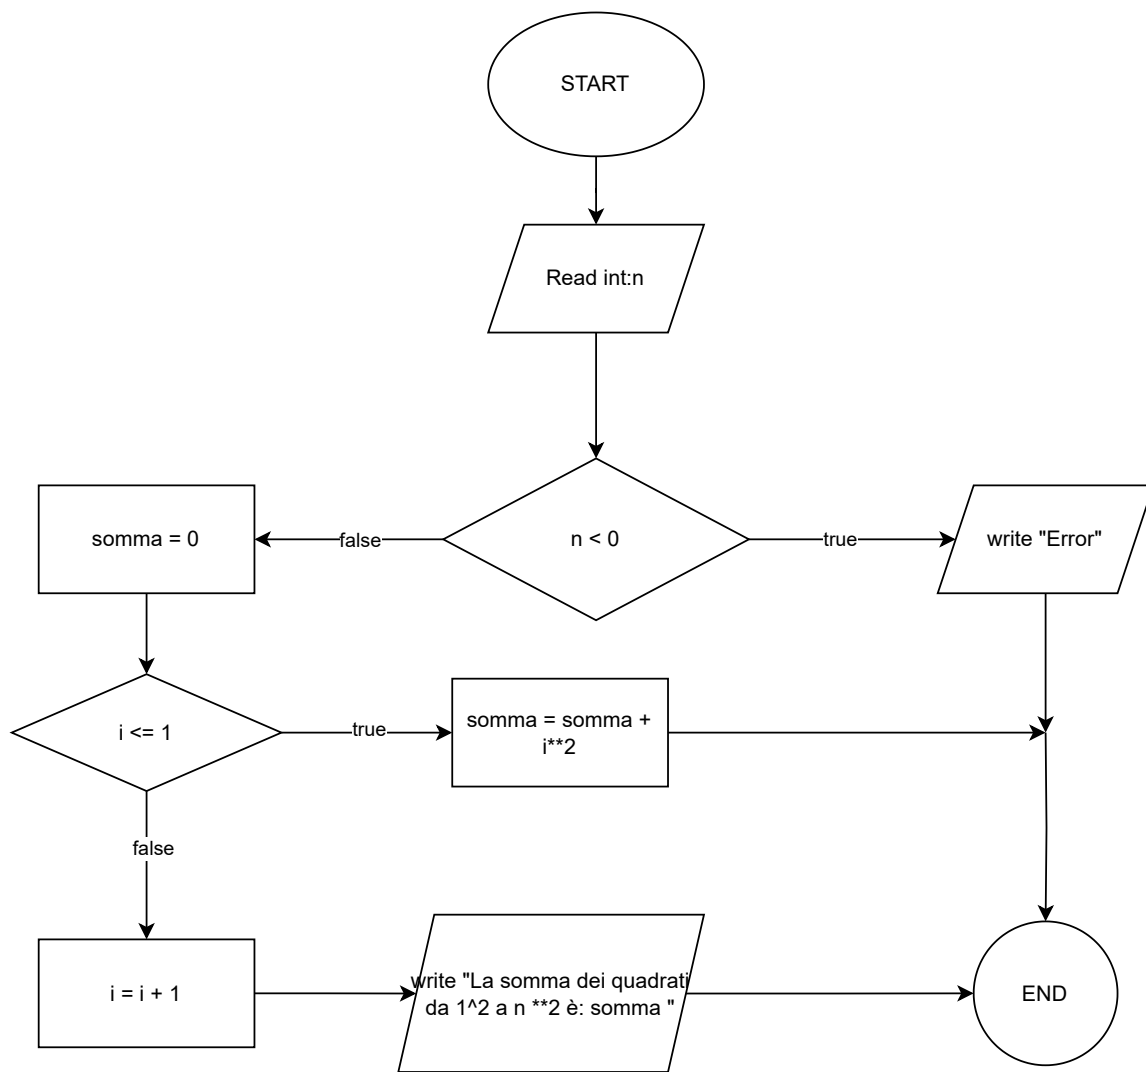 START
Read int:n
somma = 0
false
n < 0
true
write "Error"
i <= 1
true
somma = somma +
i**2
false
i = i + 1
write "La somma dei quadrati
da 1^2 a n **2 è: somma "
END